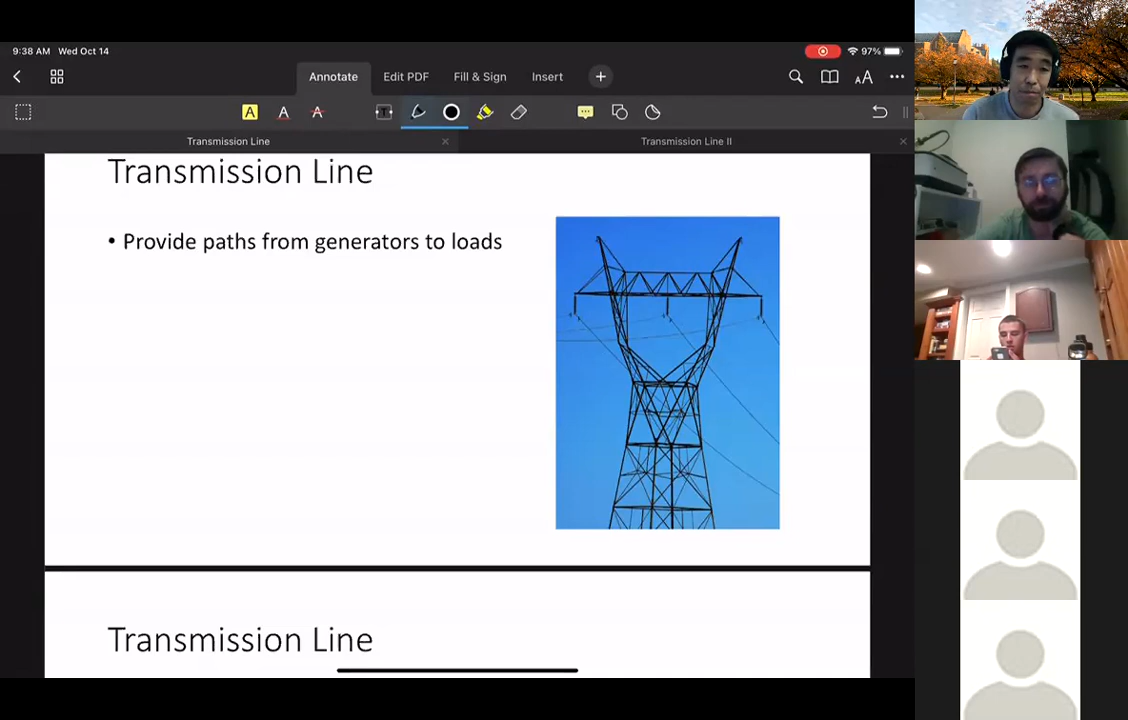 9:38 AM Wed Oct 14
97%
Annotate Edit PDF Fill & Sign Insert
A A A T
AA
Transmission Line
Transmission Line II
Transmission Line
• Provide paths from generators to loads
Transmission Line